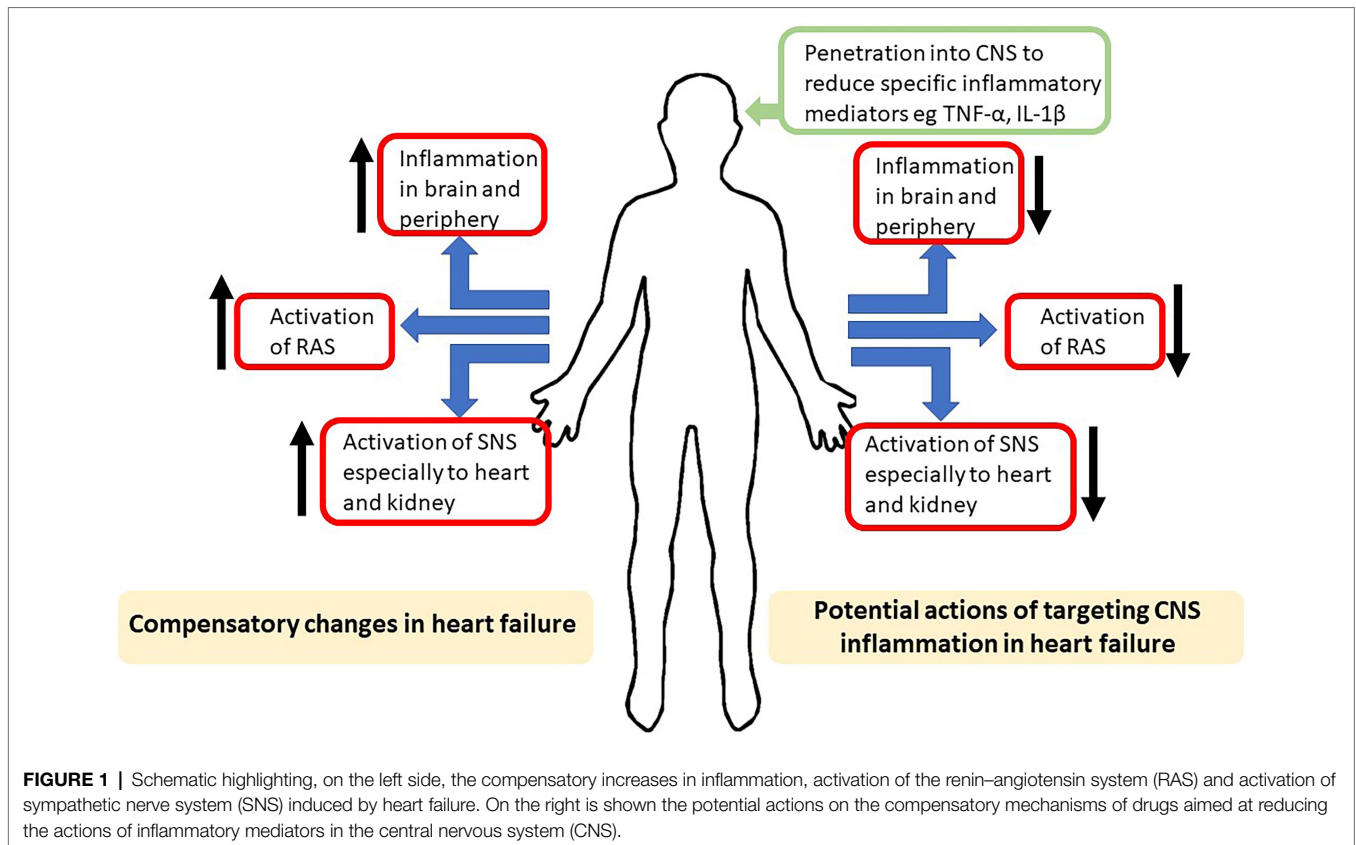 Penetration into CNS to
reduce specific inflammatory
mediators eg TNF-α, IL-1β
Inflammation
in brain and
periphery
Inflammation
in brain and
periphery
Activation
of RAS
Activation
of RAS
Activation of SNS
especially to heart
and kidney
Activation of SNS
especially to heart
and kidney
Compensatory changes in heart failure
Potential actions of targeting CNS
inflammation in heart failure
FIGURE 1 | Schematic highlighting, on the left side, the compensatory increases in inflammation, activation of the renin–angiotensin system (RAS) and activation of
sympathetic nerve system (SNS) induced by heart failure. On the right is shown the potential actions on the compensatory mechanisms of drugs aimed at reducing
the actions of inflammatory mediators in the central nervous system (CNS).